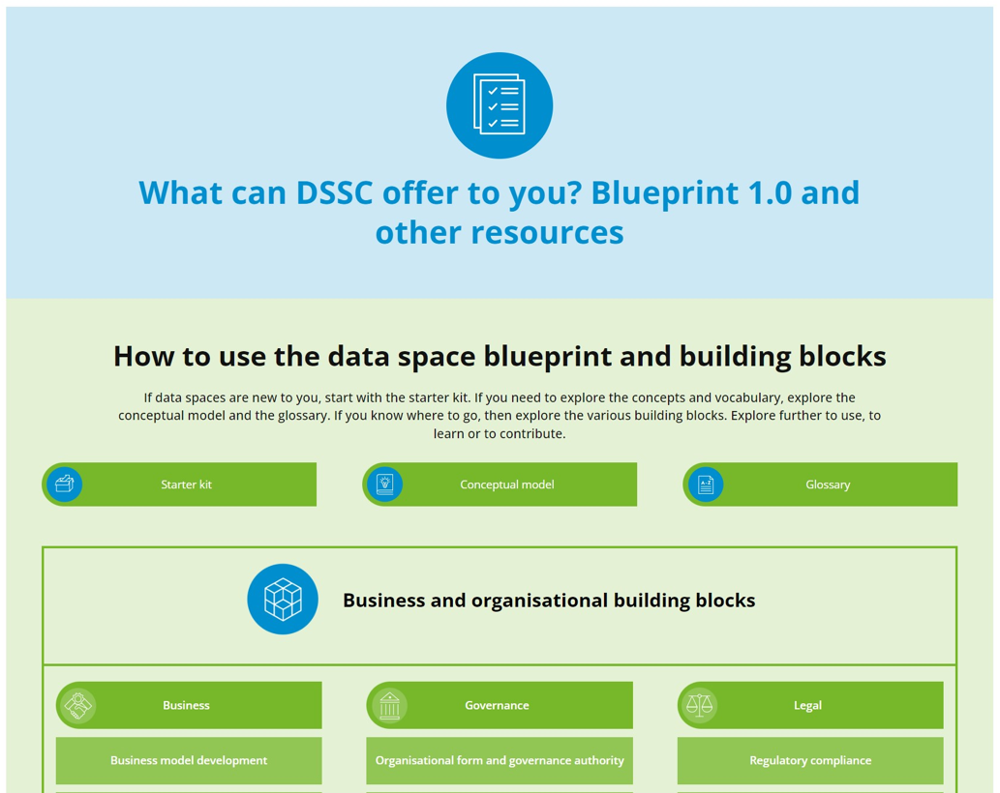 What can DSSC offer to you? Blueprint 1.0 and
other resources
How to use the data space blueprint and building blocks
If data spaces are new to you, start with the starter kit. If you need to explore the concepts and vocabulary, explore the
conceptual model and the glossary. If you know where to go, then explore the various building blocks. Explore further to use, to
learn or to contribute.
Starter kit
Conceptual model
A-Z
Glossary
Business and organisational building blocks
Business
Governance
Legal
Business model development
Organisational form and governance authority
Regulatory compliance